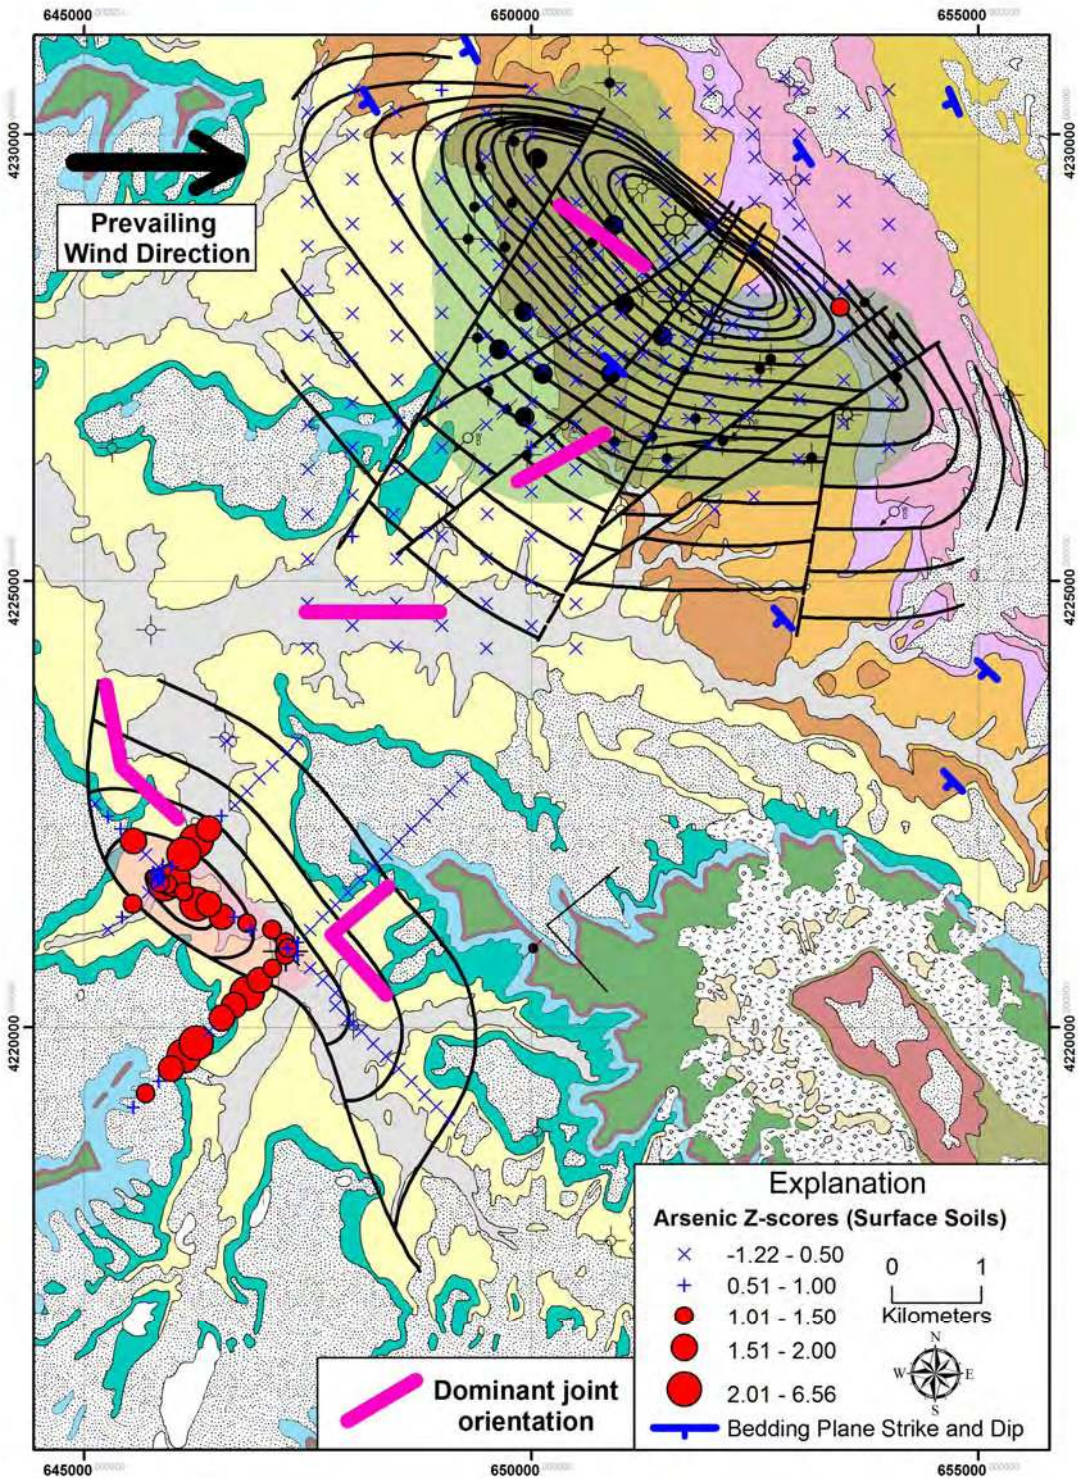 645000
650000
655000
4230000
4230000
Prevailing
Wind Direction
4225000
4225000
4220000
4220000
Explanation
Arsenic Z-scores (Surface Soils)
-1.22 - 0.50
0.51 - 1.00
1.01 - 1.50
1.51 - 2.00
2.01 - 6.56
0 1
Kilometers
N
W E
S
Bedding Plane Strike and Dip
Dominant joint
orientation
645000
650000
655000